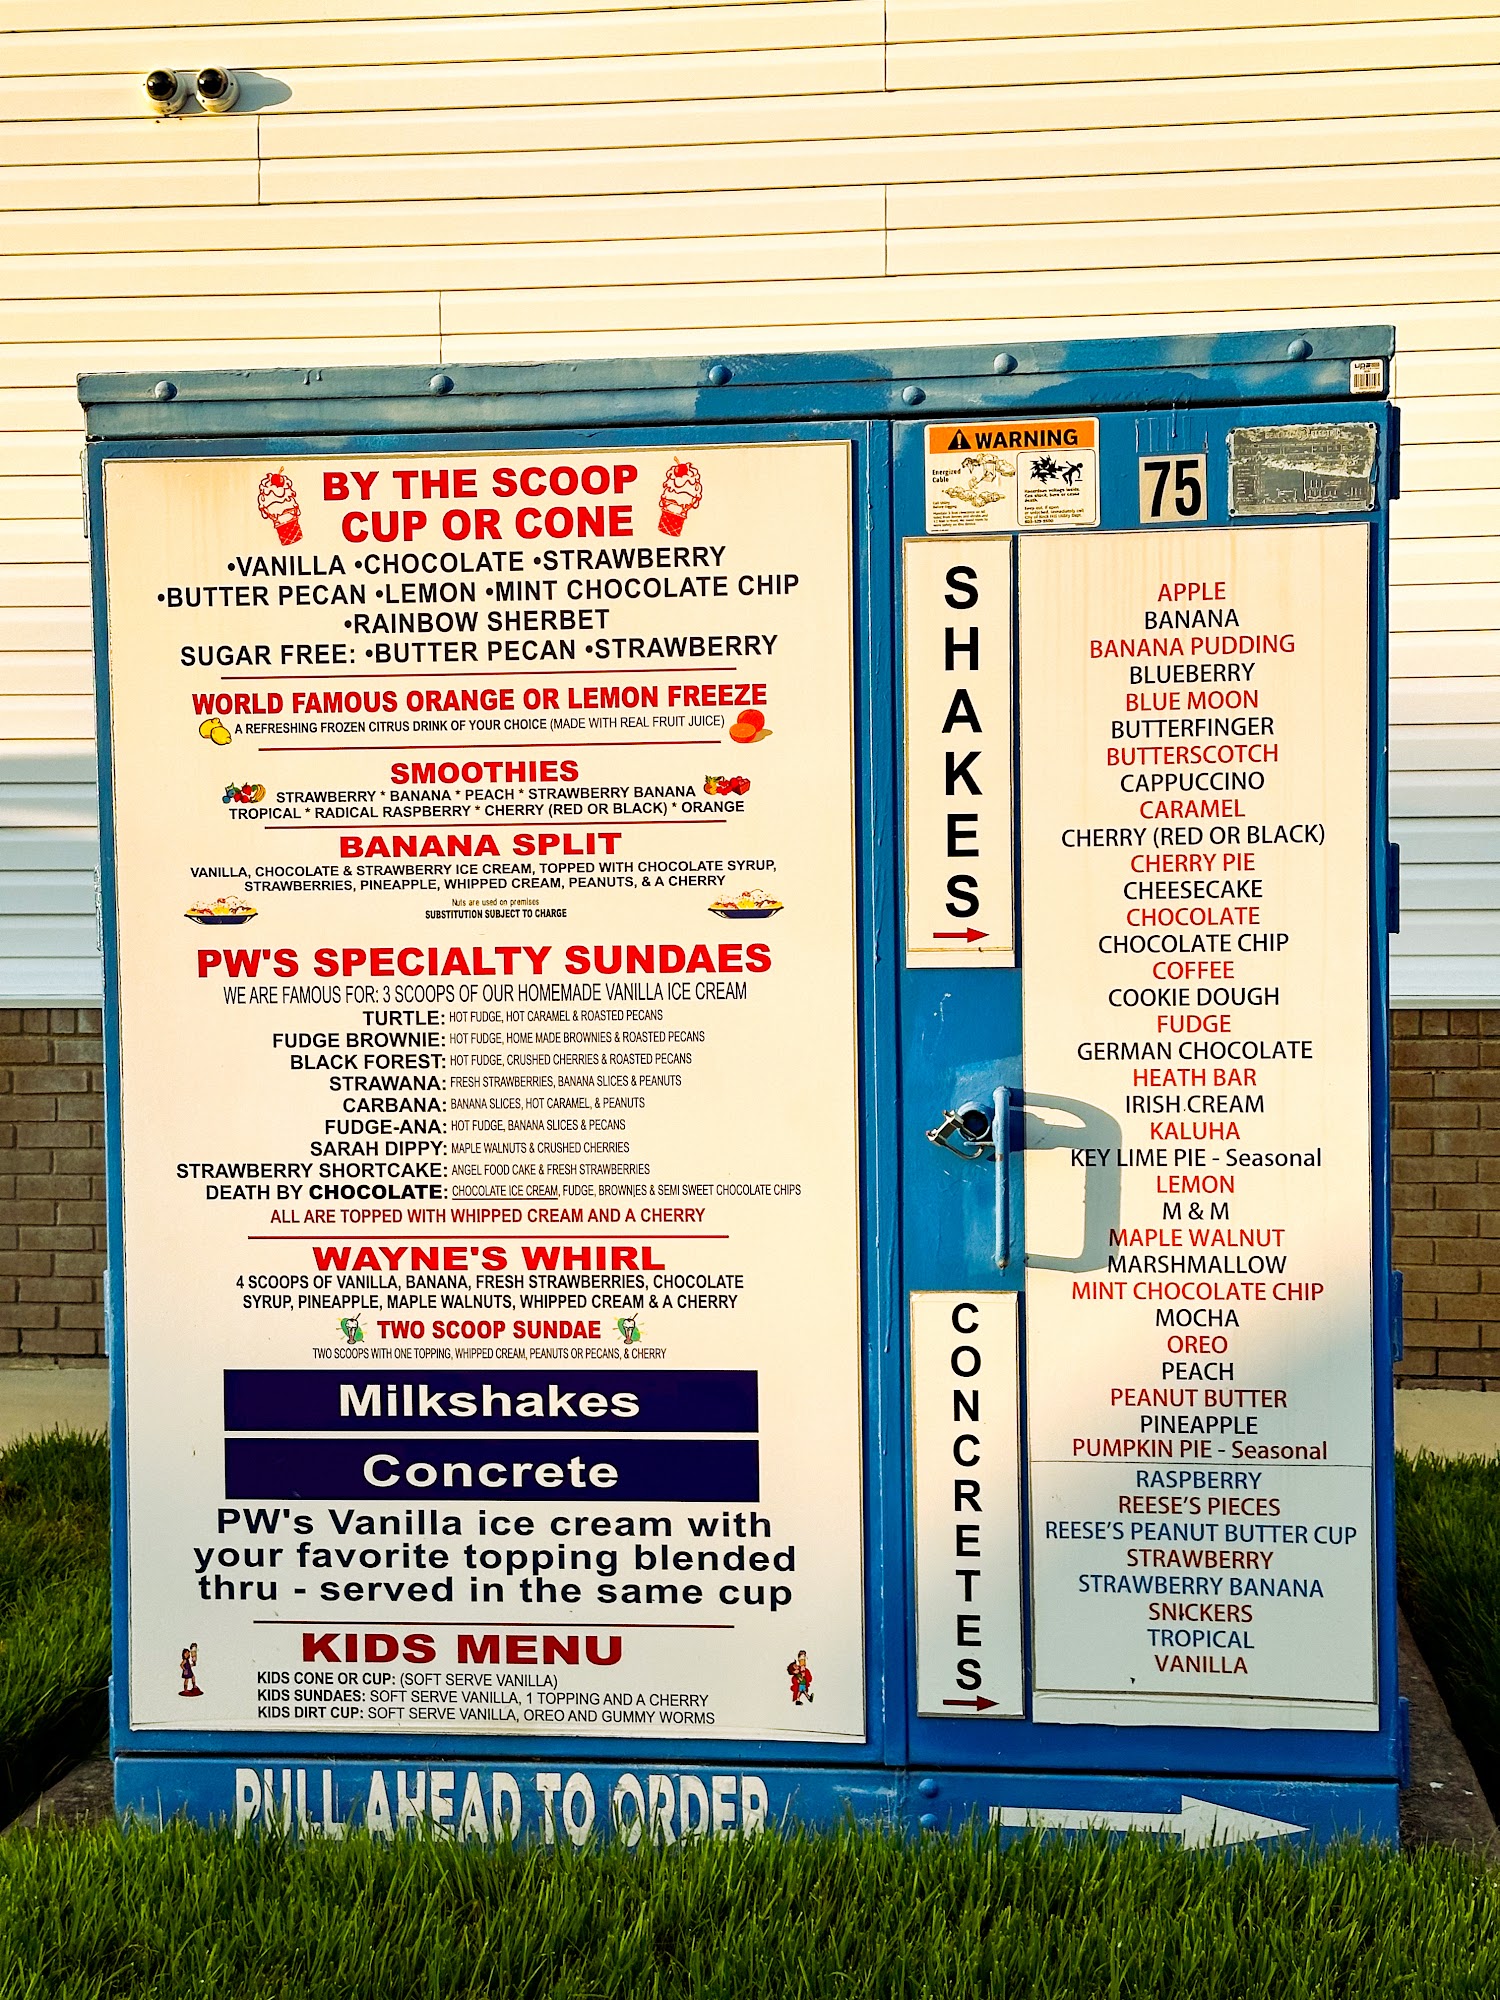 BY THE SCOOP
CUP OR CONE
•VANILLA •CHOCOLATE •STRAWBERRY
•BUTTER PECAN •LEMON •MINT CHOCOLATE CHIP
•RAINBOW SHERBET
SUGAR FREE: •BUTTER PECAN •STRAWBERRY
WORLD FAMOUS ORANGE OR LEMON FREEZE
A REFRESHING FROZEN CITRUS DRINK OF YOUR CHOICE (MADE WITH REAL FRUIT JUICE)
SMOOTHIES
STRAWBERRY * BANANA * PEACH * STRAWBERRY BANANA
TROPICAL * RADICAL RASPBERRY * CHERRY (RED OR BLACK) * ORANGE
BANANA SPLIT
VANILLA, CHOCOLATE & STRAWBERRY ICE CREAM, TOPPED WITH CHOCOLATE SYRUP,
STRAWBERRIES, PINEAPPLE, WHIPPED CREAM, PEANUTS, & A CHERRY
Nuts are used on premises
SUBSTITUTION SUBJECT TO CHARGE
PW'S SPECIALTY SUNDAES
WE ARE FAMOUS FOR: 3 SCOOPS OF OUR HOMEMADE VANILLA ICE CREAM
TURTLE: HOT FUDGE, HOT CARAMEL & ROASTED PECANS
FUDGE BROWNIE: HOT FUDGE, HOME MADE BROWNIES & ROASTED PECANS
BLACK FOREST: HOT FUDGE, CRUSHED CHERRIES & ROASTED PECANS
STRAWANA: FRESH STRAWBERRIES, BANANA SLICES & PEANUTS
CARBANA: BANANA SLICES, HOT CARAMEL, & PEANUTS
FUDGE-ANA: HOT FUDGE, BANANA SLICES & PECANS
SARAH DIPPY: MAPLE WALNUTS & CRUSHED CHERRIES
STRAWBERRY SHORTCAKE: ANGEL FOOD CAKE & FRESH STRAWBERRIES
DEATH BY CHOCOLATE: CHOCOLATE ICE CREAM, FUDGE, BROWNIES & SEMI SWEET CHOCOLATE CHIPS
ALL ARE TOPPED WITH WHIPPED CREAM AND A CHERRY
WAYNE'S WHIRL
4 SCOOPS OF VANILLA, BANANA, FRESH STRAWBERRIES, CHOCOLATE
SYRUP, PINEAPPLE, MAPLE WALNUTS, WHIPPED CREAM & A CHERRY
TWO SCOOP SUNDAE
TWO SCOOPS WITH ONE TOPPING, WHIPPED CREAM, PEANUTS OR PECANS, & CHERRY
Milkshakes
Concrete
PW's Vanilla ice cream with
your favorite topping blended
thru - served in the same cup
KIDS MENU
KIDS CONE OR CUP: (SOFT SERVE VANILLA)
KIDS SUNDAES: SOFT SERVE VANILLA, 1 TOPPING AND A CHERRY
KIDS DIRT CUP: SOFT SERVE VANILLA, OREO AND GUMMY WORMS
WARNING
Energized
Cable
75
SHAKES
CONCRETES
APPLE
BANANA
BANANA PUDDING
BLUEBERRY
BLUE MOON
BUTTERFINGER
BUTTERSCOTCH
CAPPUCCINO
CARAMEL
CHERRY (RED OR BLACK)
CHERRY PIE
CHEESECAKE
CHOCOLATE
CHOCOLATE CHIP
COFFEE
COOKIE DOUGH
FUDGE
GERMAN CHOCOLATE
HEATH BAR
IRISH CREAM
KALUHA
KEY LIME PIE - Seasonal
LEMON
M & M
MAPLE WALNUT
MARSHMALLOW
MINT CHOCOLATE CHIP
MOCHA
OREO
PEACH
PEANUT BUTTER
PINEAPPLE
PUMPKIN PIE - Seasonal
RASPBERRY
REESE'S PIECES
REESE'S PEANUT BUTTER CUP
STRAWBERRY
STRAWBERRY BANANA
SNICKERS
TROPICAL
VANILLA
PULL AHEAD TO ORDER